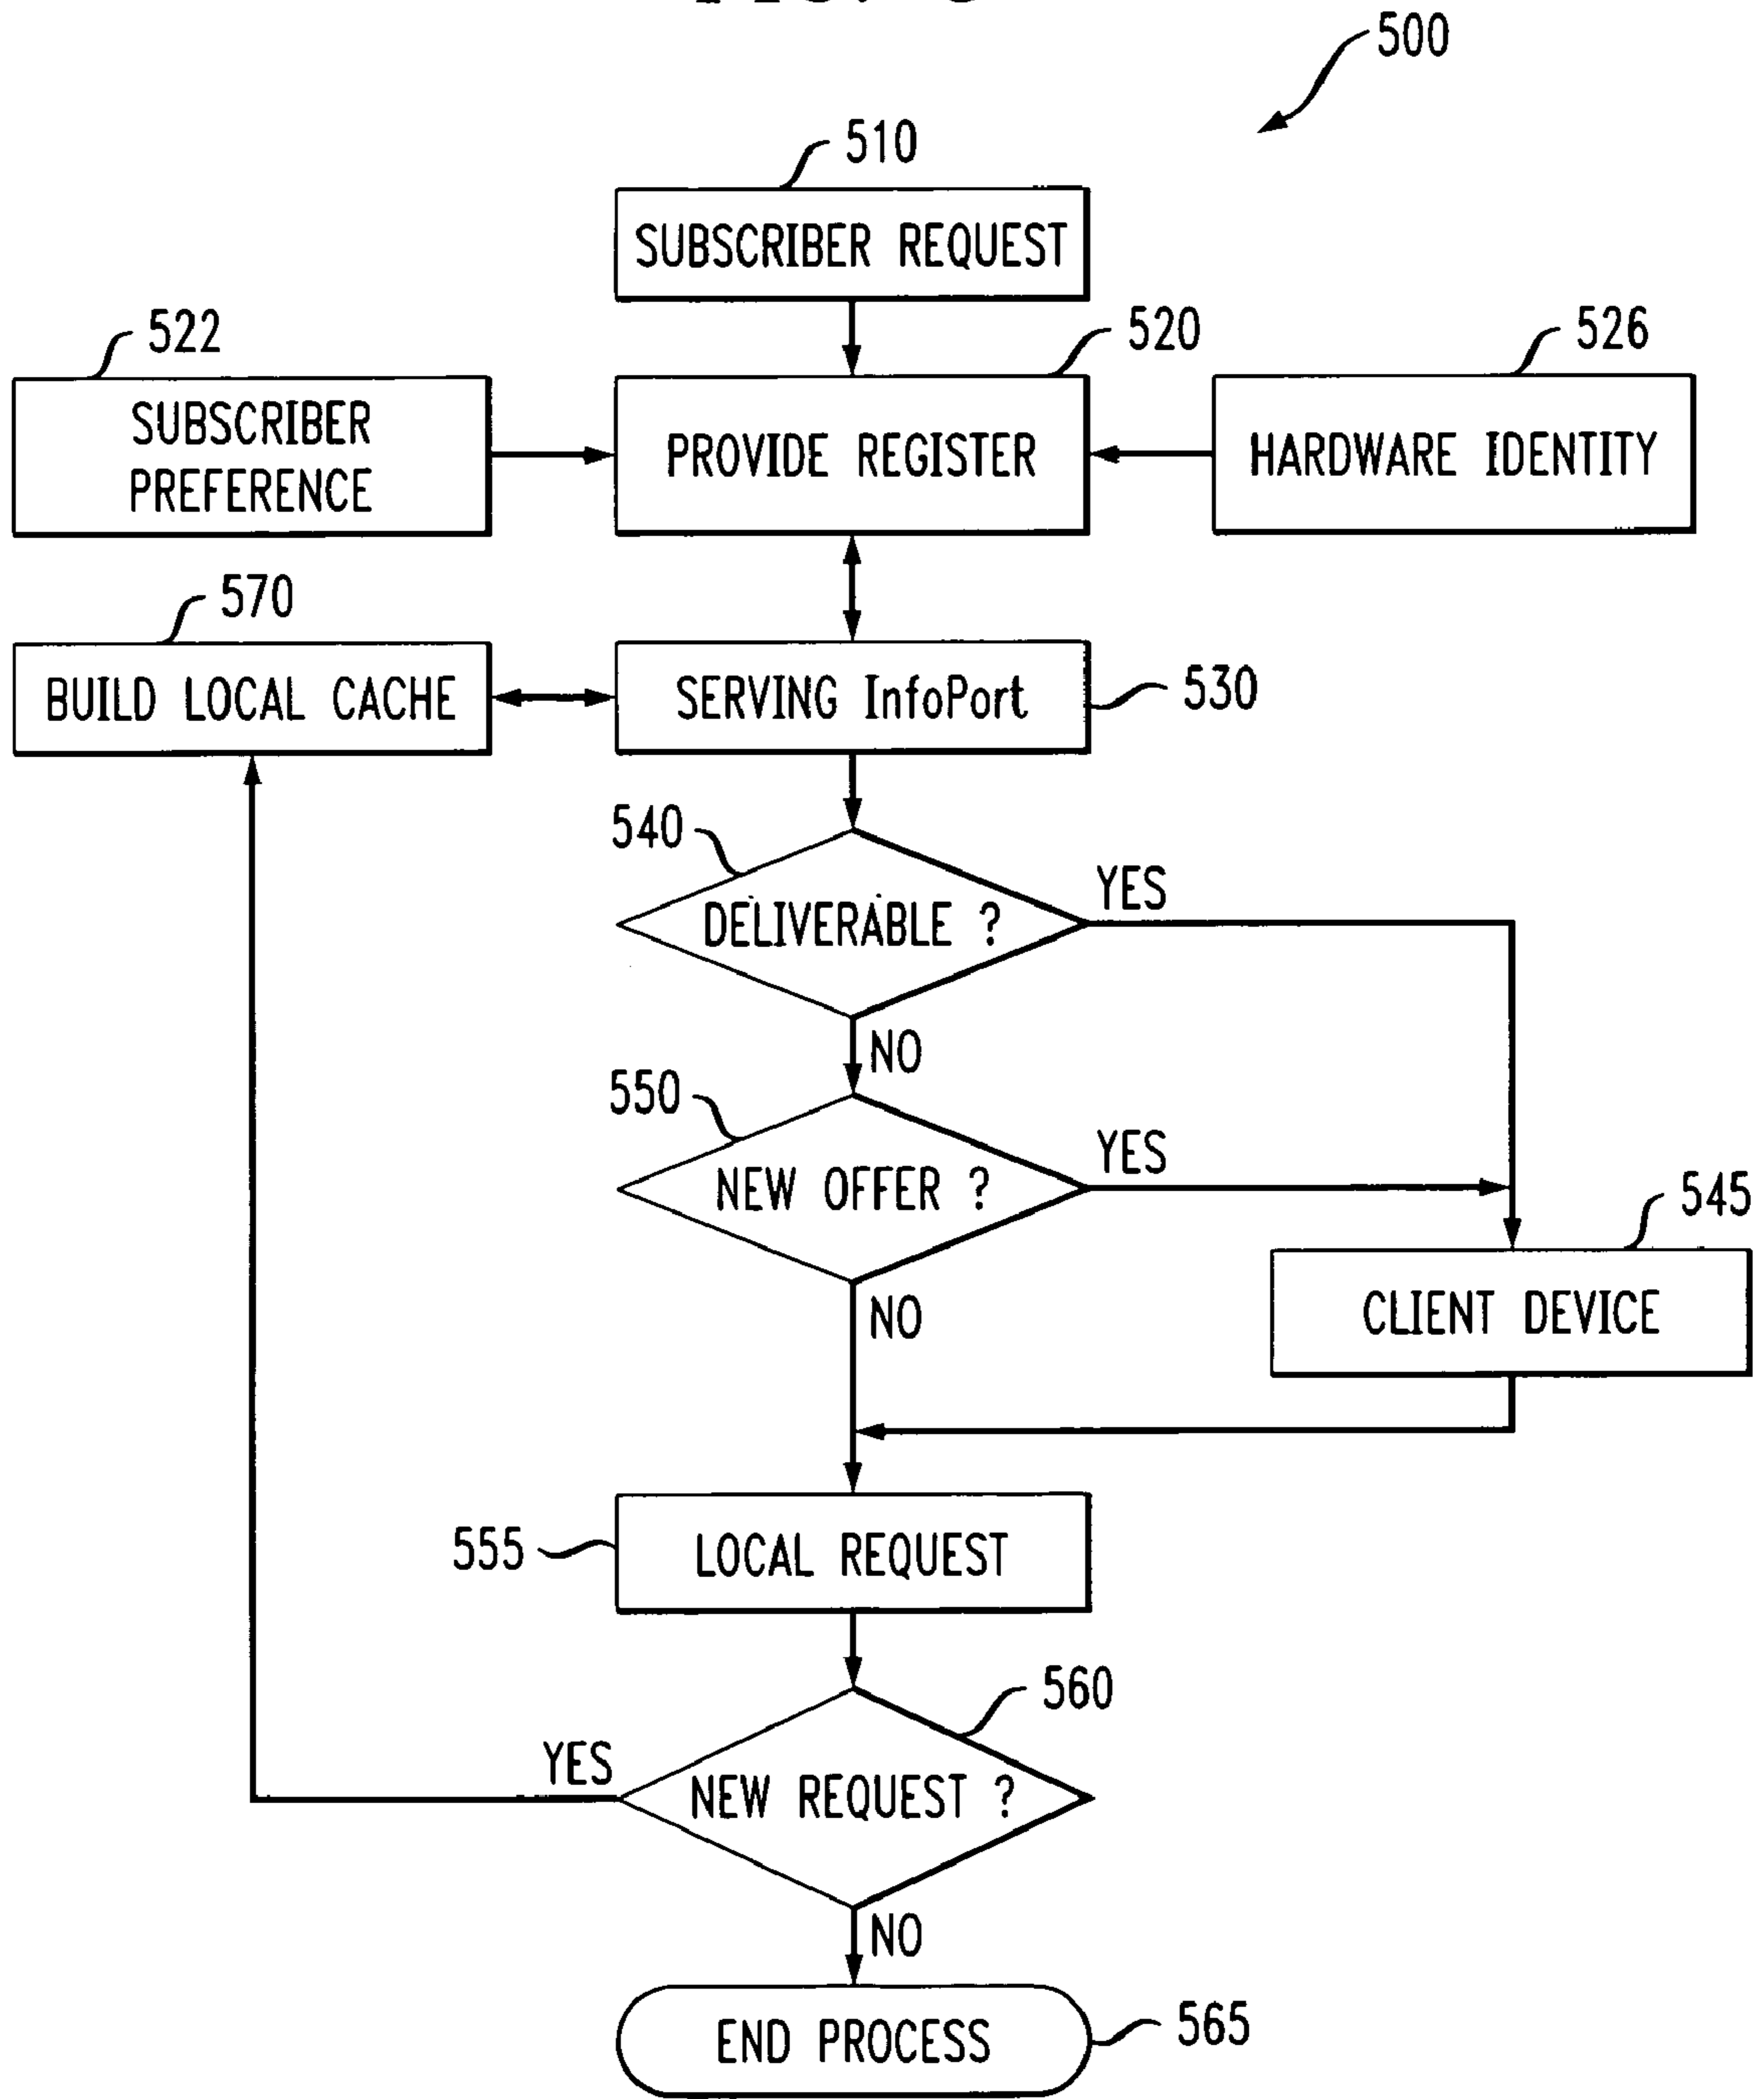 500
510
SUBSCRIBER REQUEST
522
520
526
SUBSCRIBER
PREFERENCE
PROVIDE REGISTER
HARDWARE IDENTITY
570
BUILD LOCAL CACHE
SERVING InfoPort
530
540
DELIVERABLE ?
YES
NO
550
NEW OFFER ?
YES
545
NO
CLIENT DEVICE
555
LOCAL REQUEST
560
YES
NEW REQUEST ?
NO
END PROCESS
565